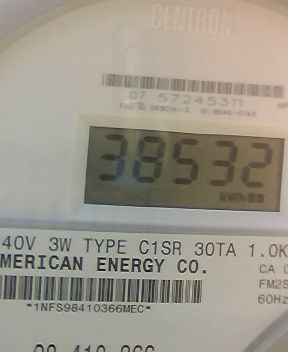 CENTRON
07 57245311
38532
kWh
40V 3W TYPE C1SR 30TA 1.0K
MERICAN ENERGY CO.
CA 0
FM2S
60Hz
*1NFS98410366MEC*